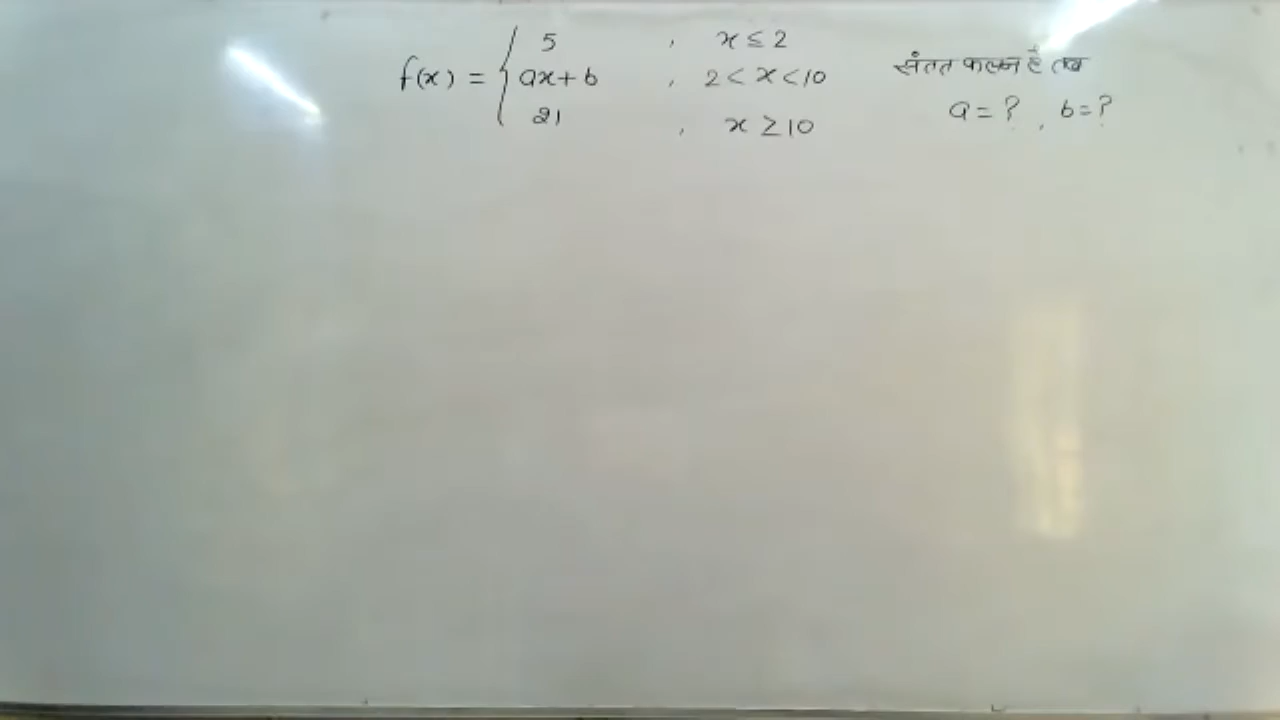 f(x) = { 5 , x ≤ 2 संतत फलन है तब
ax+b , 2 < x < 10 a = ? , b = ?
21 , x ≥ 10